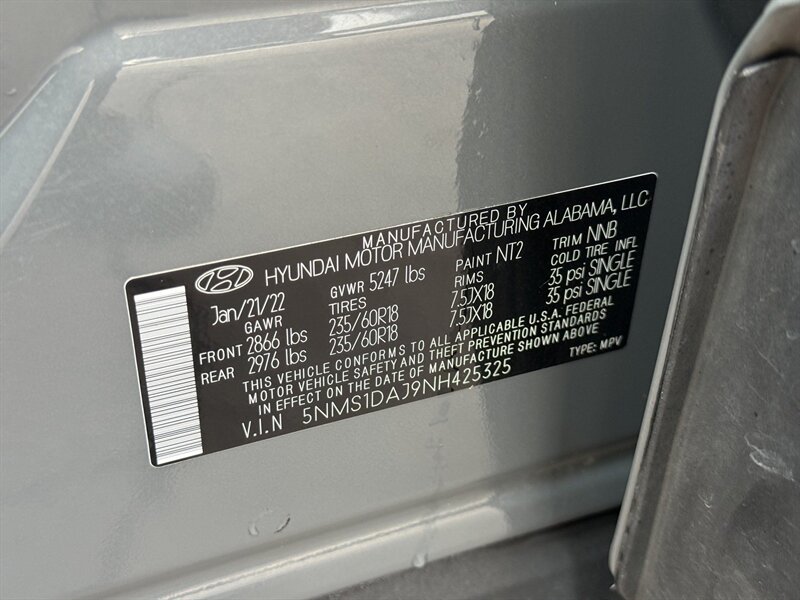 MANUFACTURED BY
HYUNDAI MOTOR MANUFACTURING ALABAMA, LLC
Jan/21/22 GVWR 5247 lbs PAINT NT2 TRIM NNB
GAWR TIRES RIMS COLD TIRE INFL
FRONT 2866 lbs 235/60R18 7.5JX18 35 psi SINGLE
REAR 2976 lbs 235/60R18 7.5JX18 35 psi SINGLE
THIS VEHICLE CONFORMS TO ALL APPLICABLE U.S.A. FEDERAL
MOTOR VEHICLE SAFETY AND THEFT PREVENTION STANDARDS
IN EFFECT ON THE DATE OF MANUFACTURE SHOWN ABOVE
V.I.N 5NMS1DAJ9NH425325 TYPE: MPV